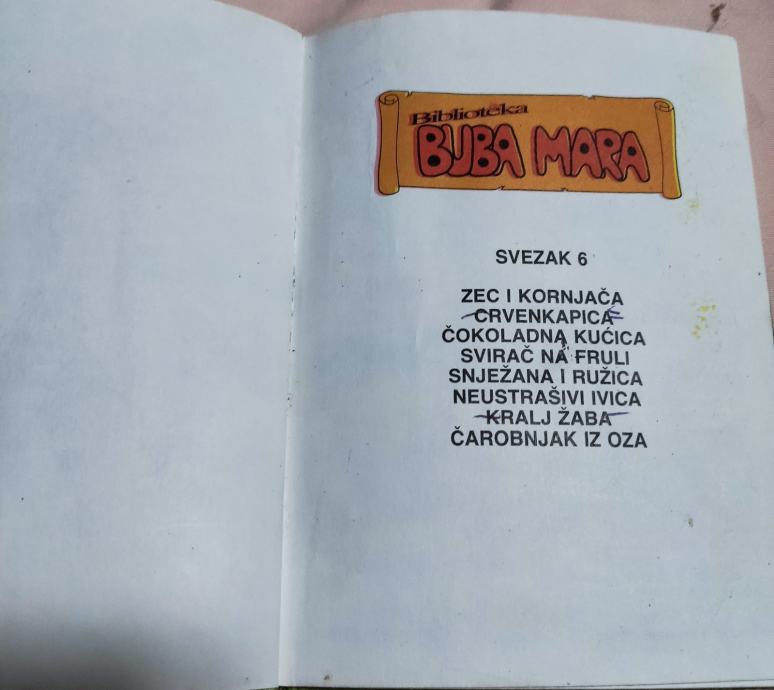 Biblioteka
BUBA MARA
SVEZAK 6
ZEC I KORNJAČA
CRVENKAPICA
ČOKOLADNA KUĆICA
SVIRAČ NA FRULI
SNJEŽANA I RUŽICA
NEUSTRAŠIVI IVICA
KRALJ ŽABA
ČAROBNJAK IZ OZA